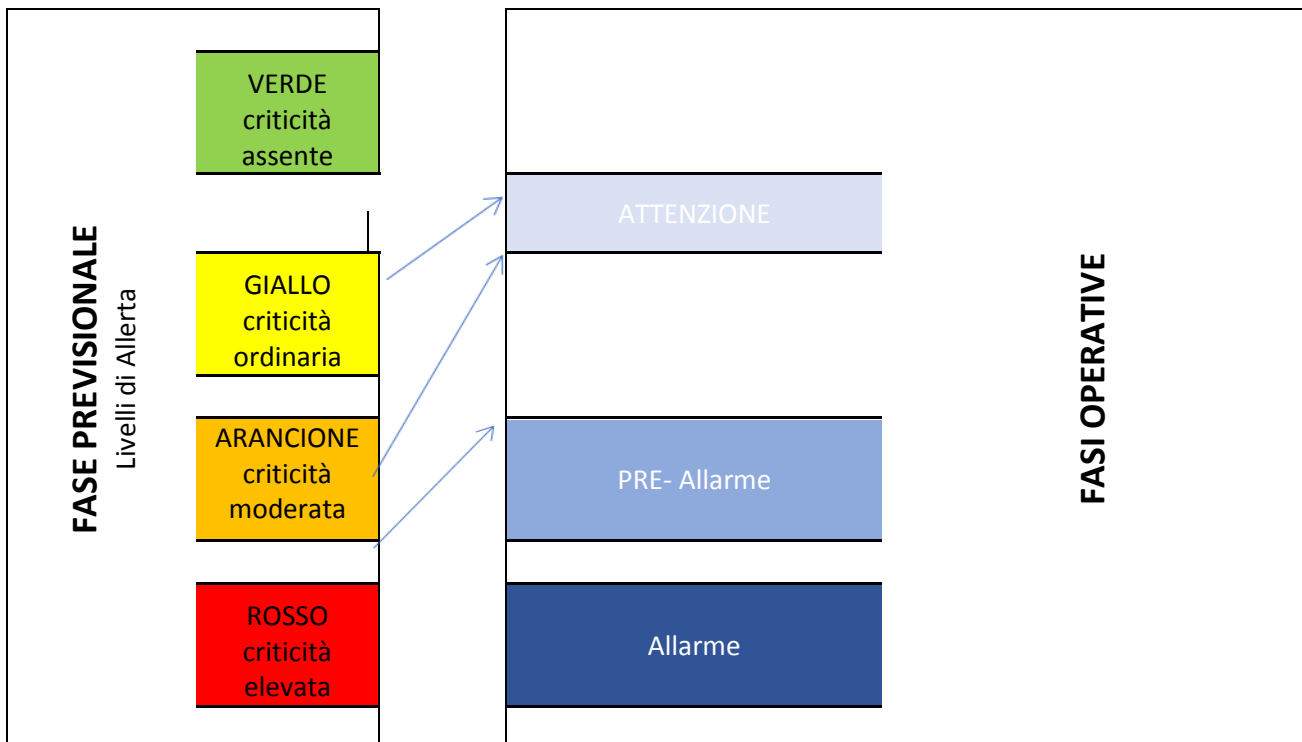 FASE PREVISIONALE
Livelli di Allerta
VERDE
criticità
assente
GIALLO
criticità
ordinaria
ARANCIONE
criticità
moderata
ROSSO
criticità
elevata
ATTENZIONE
PRE- Allarme
Allarme
FASI OPERATIVE